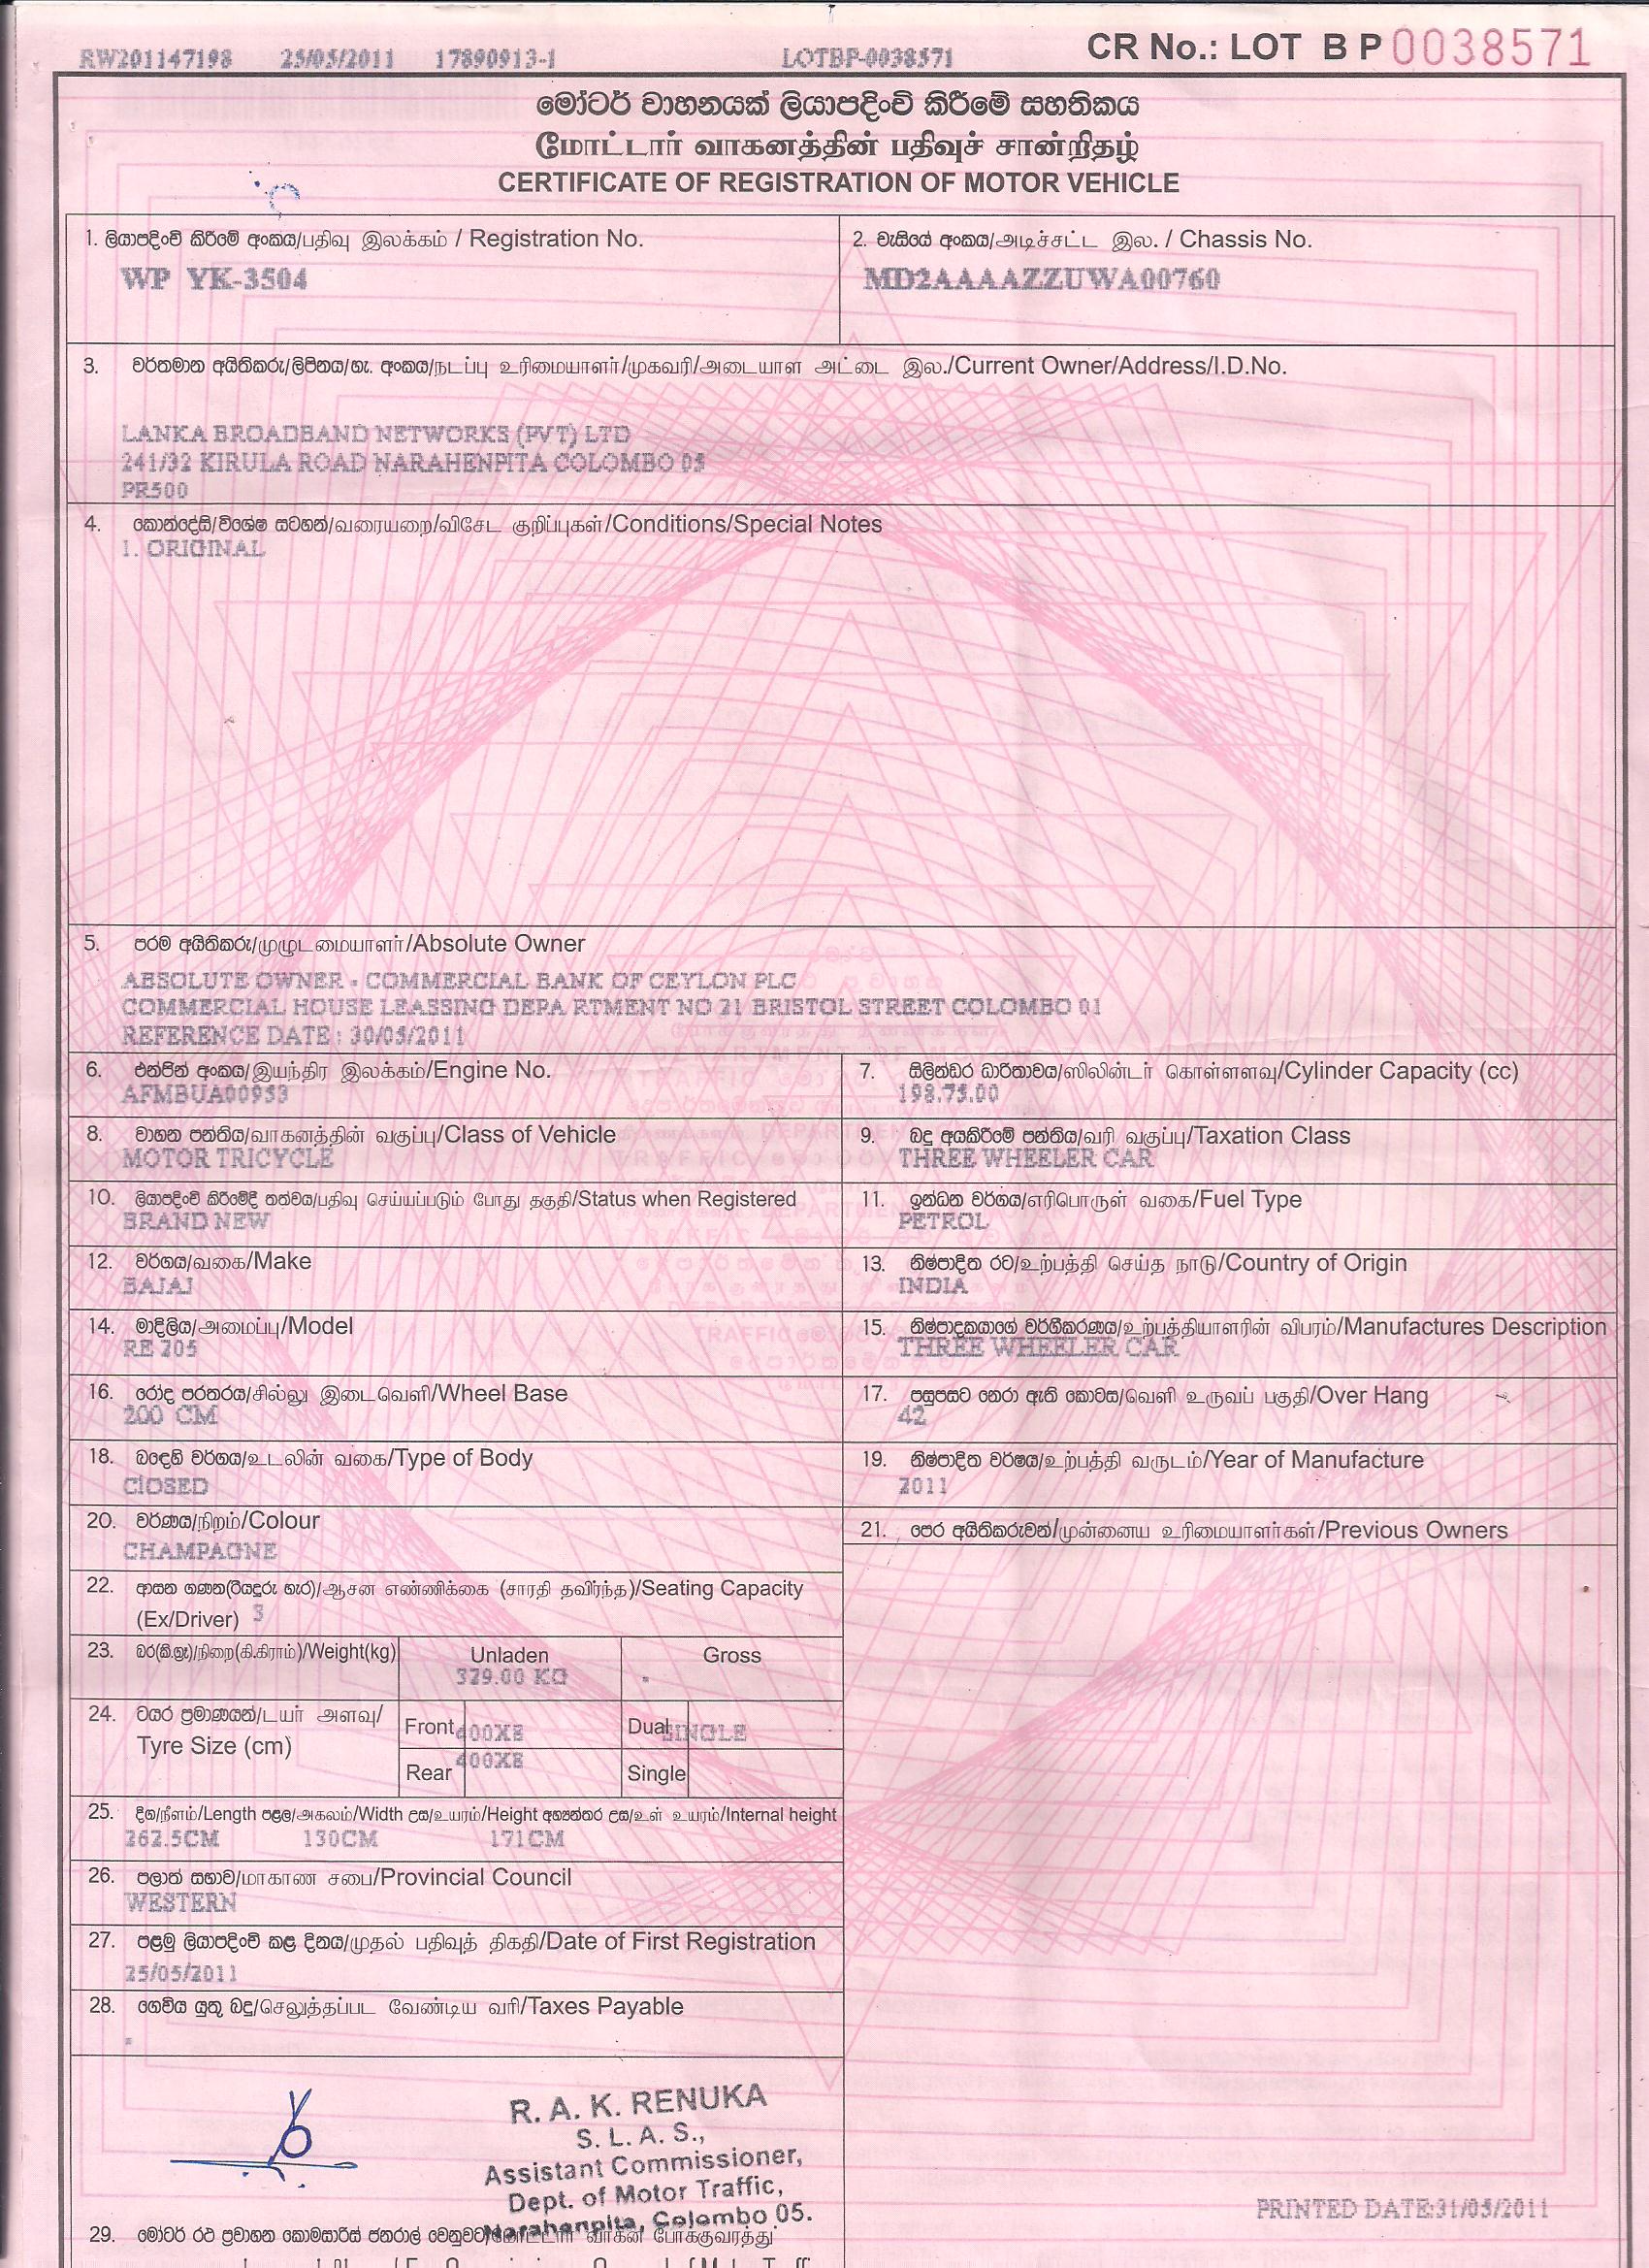 RW201147198 25/05/2011 17890913-1 LOTBP-0038571 CR No.: LOT B P 0038571
මෝටර් වාහනයක් ලියාපදිංචි කිරීමේ සහතිකය
மோட்டார் வாகனத்தின் பதிவுச் சான்றிதழ்
CERTIFICATE OF REGISTRATION OF MOTOR VEHICLE
1. ලියාපදිංචි කිරීමේ අංකය/பதிவு இலக்கம் / Registration No.
WP YK-3504
2. චැසියේ අංකය/அடிச்சட்ட இல. / Chassis No.
MD2AAAAZZUWA00760
3. වර්තමාන අයිතිකරු/ලිපිනය/හැ. අංකය/நடப்பு உரிமையாளர்/முகவரி/அடையாள அட்டை இல./Current Owner/Address/I.D.No.
LANKA BROADBAND NETWORKS (PVT) LTD
241/32 KIRULA ROAD NARAHENPITA COLOMBO 05
PR500
4. කොන්දේසි/විශේෂ සටහන්/வரையறை/விசேட குறிப்புகள்/Conditions/Special Notes
1. ORIGINAL
5. පරම අයිතිකරු/முழுடமையாளர்/Absolute Owner
ABSOLUTE OWNER - COMMERCIAL BANK OF CEYLON PLC
COMMERCIAL HOUSE LEASSING DEPA RTMENT NO 21 BRISTOL STREET COLOMBO 01
REFERENCE DATE : 30/05/2011
6. එන්ජින් අංකය/இயந்திர இலக்கம்/Engine No.
AFMBUA00953
7. සිලින්ඩර ධාරිතාවය/ஸிலின்டர் கொள்ளளவு/Cylinder Capacity (cc)
198.75.00
8. වාහන පන්තිය/வாகனத்தின் வகுப்பு/Class of Vehicle
MOTOR TRICYCLE
9. බදු අයකිරීමේ පන්තිය/வரி வகுப்பு/Taxation Class
THREE WHEELER CAR
10. ලියාපදිංචි කිරීමේදී තත්වය/பதிவு செய்யப்படும் போது தகுதி/Status when Registered
BRAND NEW
11. ඉන්ධන වර්ගය/எரிபொருள் வகை/Fuel Type
PETROL
12. වර්ගය/வகை/Make
BAJAJ
13. නිෂ්පාදිත රට/உற்பத்தி செய்த நாடு/Country of Origin
INDIA
14. මාදිලිය/அமைப்பு/Model
RE 205
15. නිෂ්පාදකයාගේ වර්ගීකරණය/உற்பத்தியாளரின் விபரம்/Manufactures Description
THREE WHEELER CAR
16. රෝද පරතරය/சில்லு இடைவெளி/Wheel Base
200 CM
17. පසුපසට නෙරා ඇති කොටස/வெளி உருவப் பகுதி/Over Hang
42
18. බඳෙහි වර්ගය/உடலின் வகை/Type of Body
ClOSED
19. නිෂ්පාදිත වර්ෂය/உற்பத்தி வருடம்/Year of Manufacture
2011
20. වර්ණය/நிறம்/Colour
CHAMPAGNE
21. පෙර අයිතිකරුවන්/முன்னைய உரிமையாளர்கள்/Previous Owners
22. ආසන ගණන(රියදුරු හැර)/ஆசன எண்ணிக்கை (சாரதி தவிர்ந்த)/Seating Capacity
(Ex/Driver) 3
23. බර(කි.ග්‍රෑ)/நிறை(கி.கிராம்)/Weight(kg) Unladen Gross
329.00 KG -
24. ටයර ප්‍රමාණයන්/டயர் அளவு/
Tyre Size (cm)
Front 400X8 Dual SINGLE
Rear 400X8 Single
25. දිග/நீளம்/Length පළල/அகலம்/Width උස/உயரம்/Height අභ්‍යන්තර උස/உள் உயரம்/Internal height
262.5CM 130CM 171CM
26. පලාත් සභාව/மாகாண சபை/Provincial Council
WESTERN
27. පළමු ලියාපදිංචි කළ දිනය/முதல் பதிவுத் திகதி/Date of First Registration
25/05/2011
28. ගෙවිය යුතු බදු/செலுத்தப்பட வேண்டிய வரி/Taxes Payable
-
R. A. K. RENUKA
S. L. A. S.,
Assistant Commissioner,
Dept. of Motor Traffic,
Narahenpita, Colombo 05.
PRINTED DATE:31/05/2011
29. මෝටර් රථ ප්‍රවාහන කොමසාරිස් ජනරාල් වෙනුවට/மோட்டார் வாகன போக்குவரத்து